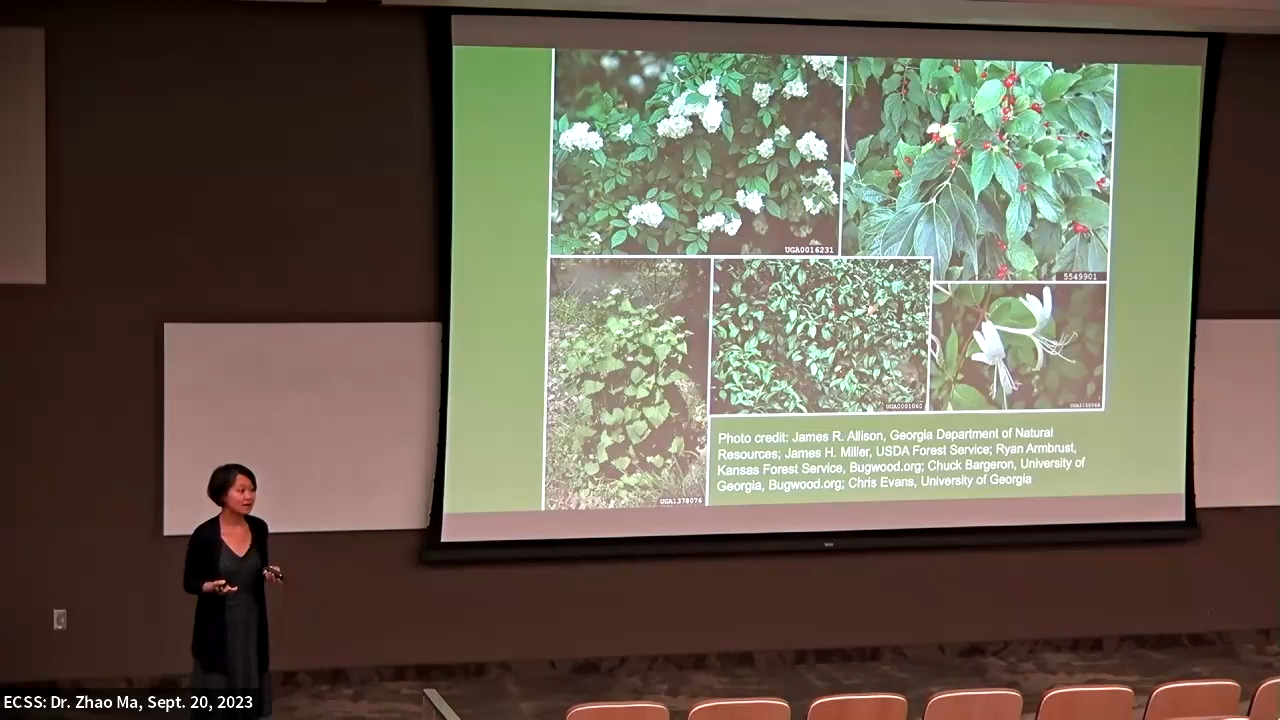 UGA0016231
5549901
UGA0001060
UGA1378076
Photo credit: James R. Allison, Georgia Department of Natural
Resources; James H. Miller, USDA Forest Service; Ryan Armbrust,
Kansas Forest Service, Bugwood.org; Chuck Bargeron, University of
Georgia, Bugwood.org; Chris Evans, University of Georgia
ECSS: Dr. Zhao Ma, Sept. 20, 2023